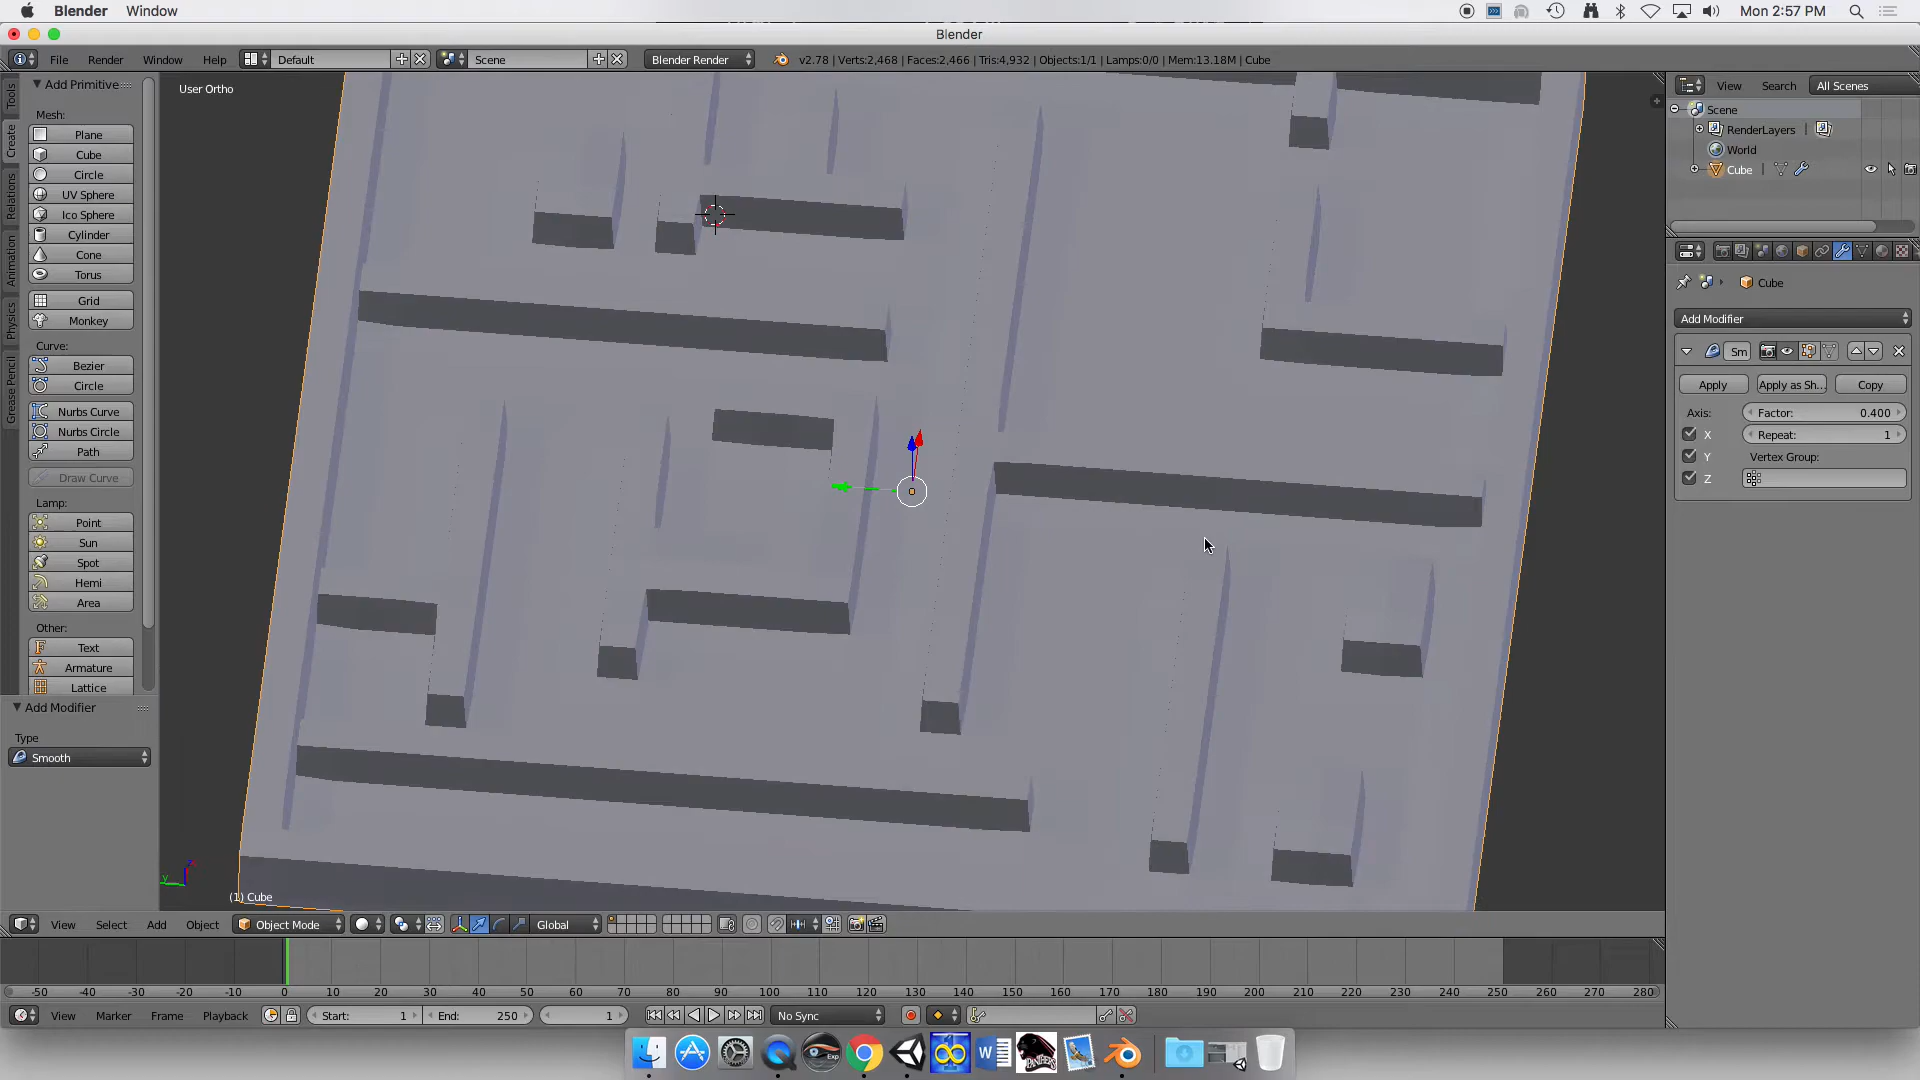 Blender Window Mon 2:57 PM
Blender
File Render Window Help Default Scene Blender Render v2.78 | Verts:2,468 | Faces:2,466 | Tris:4,932 | Objects:1/1 | Lamps:0/0 | Mem:13.18M | Cube
Add Primitive
Mesh:
Plane
Cube
Circle
UV Sphere
Ico Sphere
Cylinder
Cone
Torus
Grid
Monkey
Curve:
Bezier
Circle
Nurbs Curve
Nurbs Circle
Path
Draw Curve
Lamp:
Point
Sun
Spot
Hemi
Area
Other:
Text
Armature
Lattice
Tools
Create
Relations
Animation
Physics
Grease Pencil
Add Modifier
Type
Smooth
User Ortho
(1) Cube
View Search All Scenes
Scene
RenderLayers
World
Cube
Cube
Add Modifier
Sm
Apply Apply as Sh... Copy
Axis: Factor: 0.400
X Repeat: 1
Y Vertex Group:
Z
View Select Add Object Object Mode Global
-50 -40 -30 -20 -10 0 10 20 30 40 50 60 70 80 90 100 110 120 130 140 150 160 170 180 190 200 210 220 230 240 250 260 270 280
View Marker Frame Playback Start: 1 End: 250 1 No Sync
Exp
W
PANTHERS